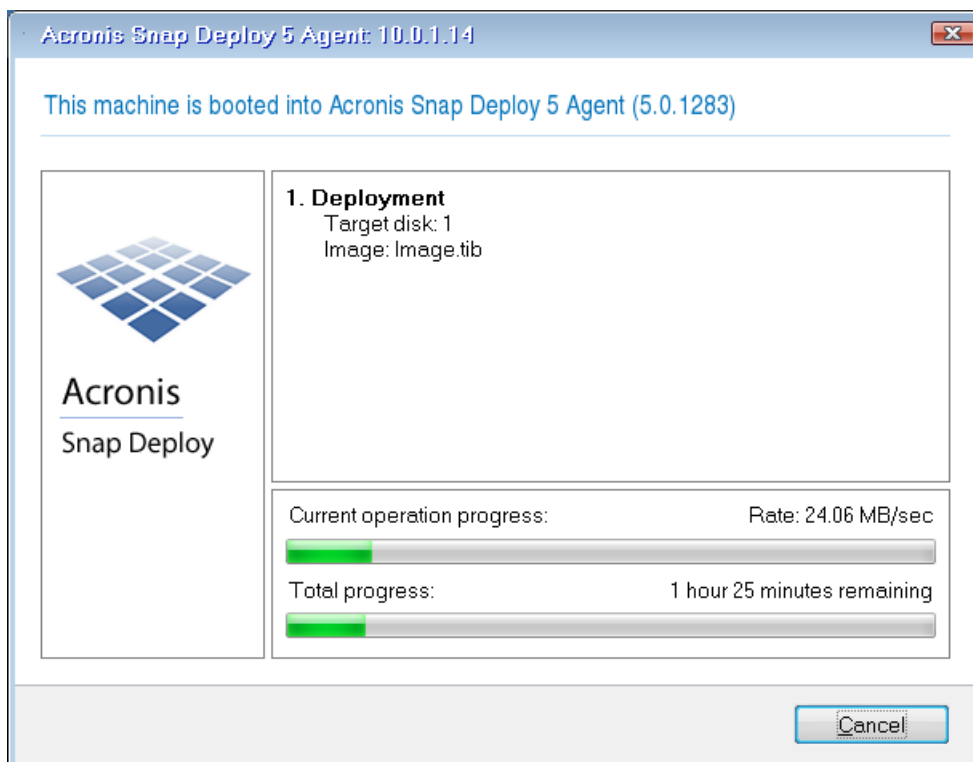 Acronis Snap Deploy 5 Agent: 10.0.1.14
This machine is booted into Acronis Snap Deploy 5 Agent (5.0.1283)
Acronis
Snap Deploy
1. Deployment
Target disk: 1
Image: Image.tib
Current operation progress: Rate: 24.06 MB/sec
Total progress: 1 hour 25 minutes remaining
Cancel